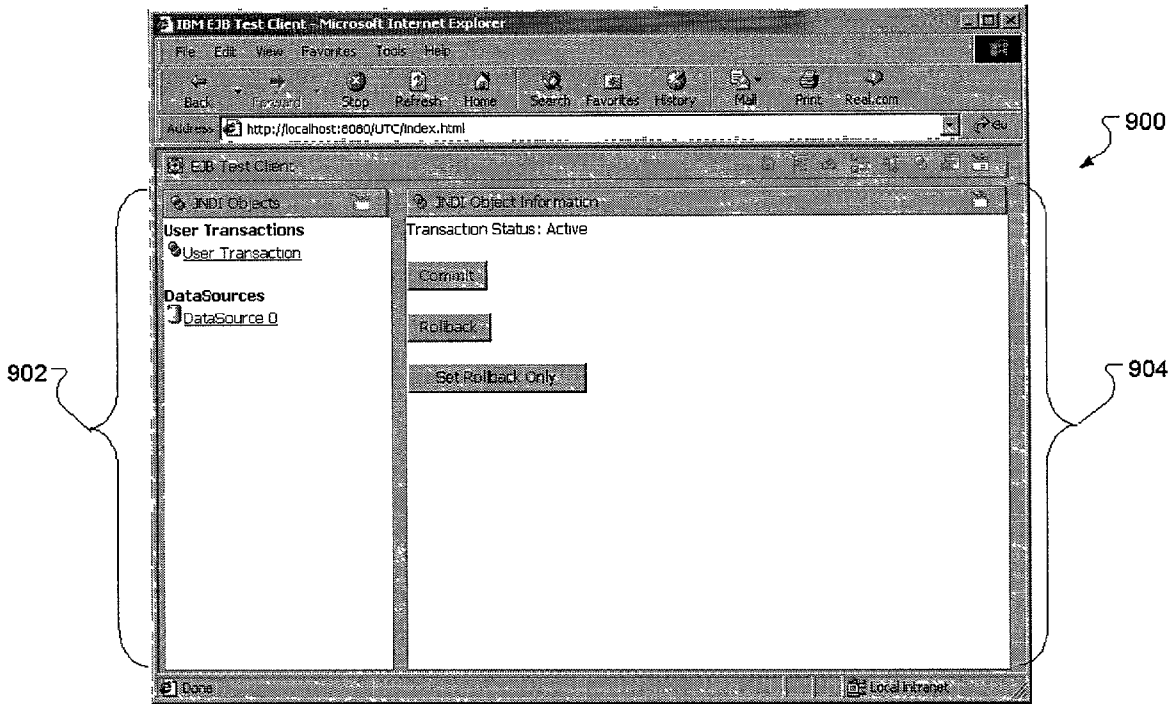 IBM EJB Test Client - Microsoft Internet Explorer
File Edit View Favorites Tools Help
Back Forward Stop Refresh Home Search Favorites History Mail Print Real.com
Address http://localhost:8080/UTC/index.html Go
900
EJB Test Client
JNDI Objects
JNDI Object Information
User Transactions
Transaction Status: Active
User Transaction
Commit
DataSources
DataSource 0
Rollback
Set Rollback Only
902
904
Done Local intranet